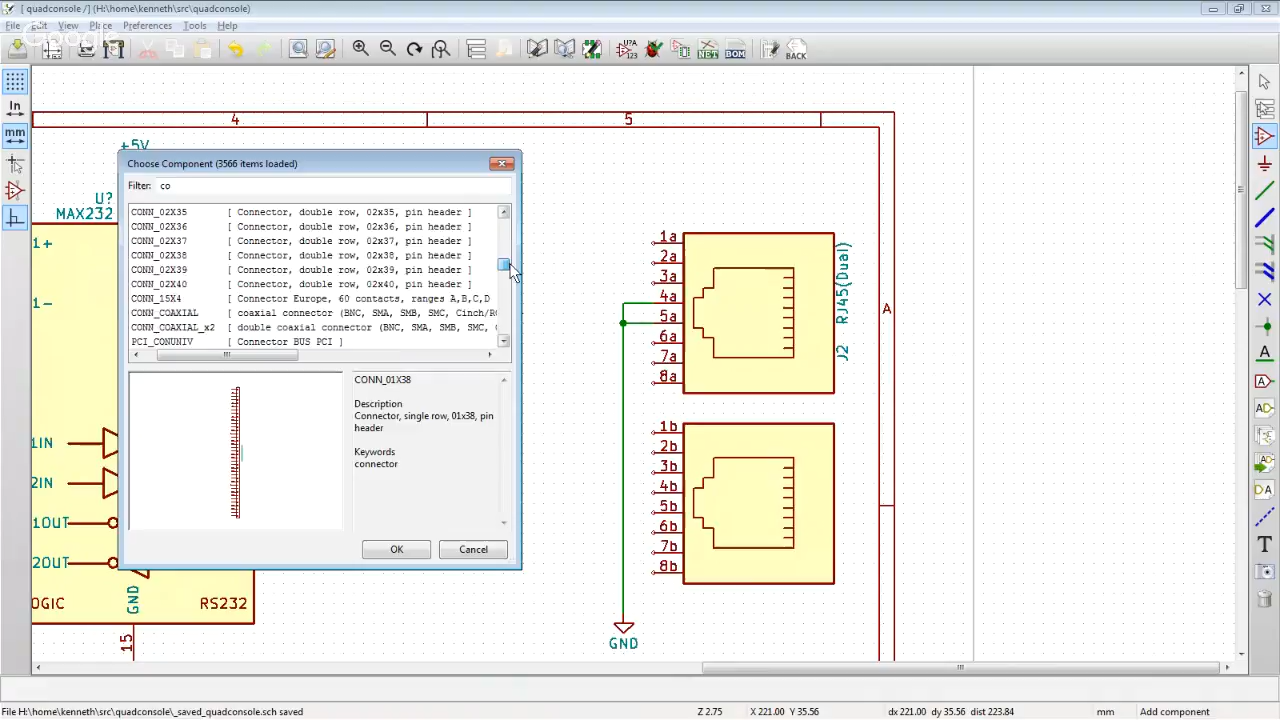 [ quadconsole /] (H:\home\kenneth\src\quadconsole)
File Edit View Place Preferences Tools Help
Google
U?A
123
NET
BOM
BACK
In
mm
4
5
+5V
U?
MAX232
1+
1-
1IN
2IN
1OUT
2OUT
GND
15
OGIC
RS232
Choose Component (3566 items loaded)
Filter: co
CONN_02X35 [ Connector, double row, 02x35, pin header ]
CONN_02X36 [ Connector, double row, 02x36, pin header ]
CONN_02X37 [ Connector, double row, 02x37, pin header ]
CONN_02X38 [ Connector, double row, 02x38, pin header ]
CONN_02X39 [ Connector, double row, 02x39, pin header ]
CONN_02X40 [ Connector, double row, 02x40, pin header ]
CONN_15X4 [ Connector Europe, 60 contacts, ranges A,B,C,D
CONN_COAXIAL [ coaxial connector (BNC, SMA, SMB, SMC, Cinch/RC
CONN_COAXIAL_x2 [ double coaxial connector (BNC, SMA, SMB, SMC, C
PCI_CONUNIV [ Connector BUS PCI ]
CONN_01X38
Description
Connector, single row, 01x38, pin
header
Keywords
connector
OK
Cancel
1a
2a
3a
4a
5a
6a
7a
8a
RJ45(Dual)
J2
A
1b
2b
3b
4b
5b
6b
7b
8b
GND
File H:\home\kenneth\src\quadconsole\_saved_quadconsole.sch saved
Z 2.75
X 221.00 Y 35.56
dx 221.00 dy 35.56 dist 223.84
mm
Add component